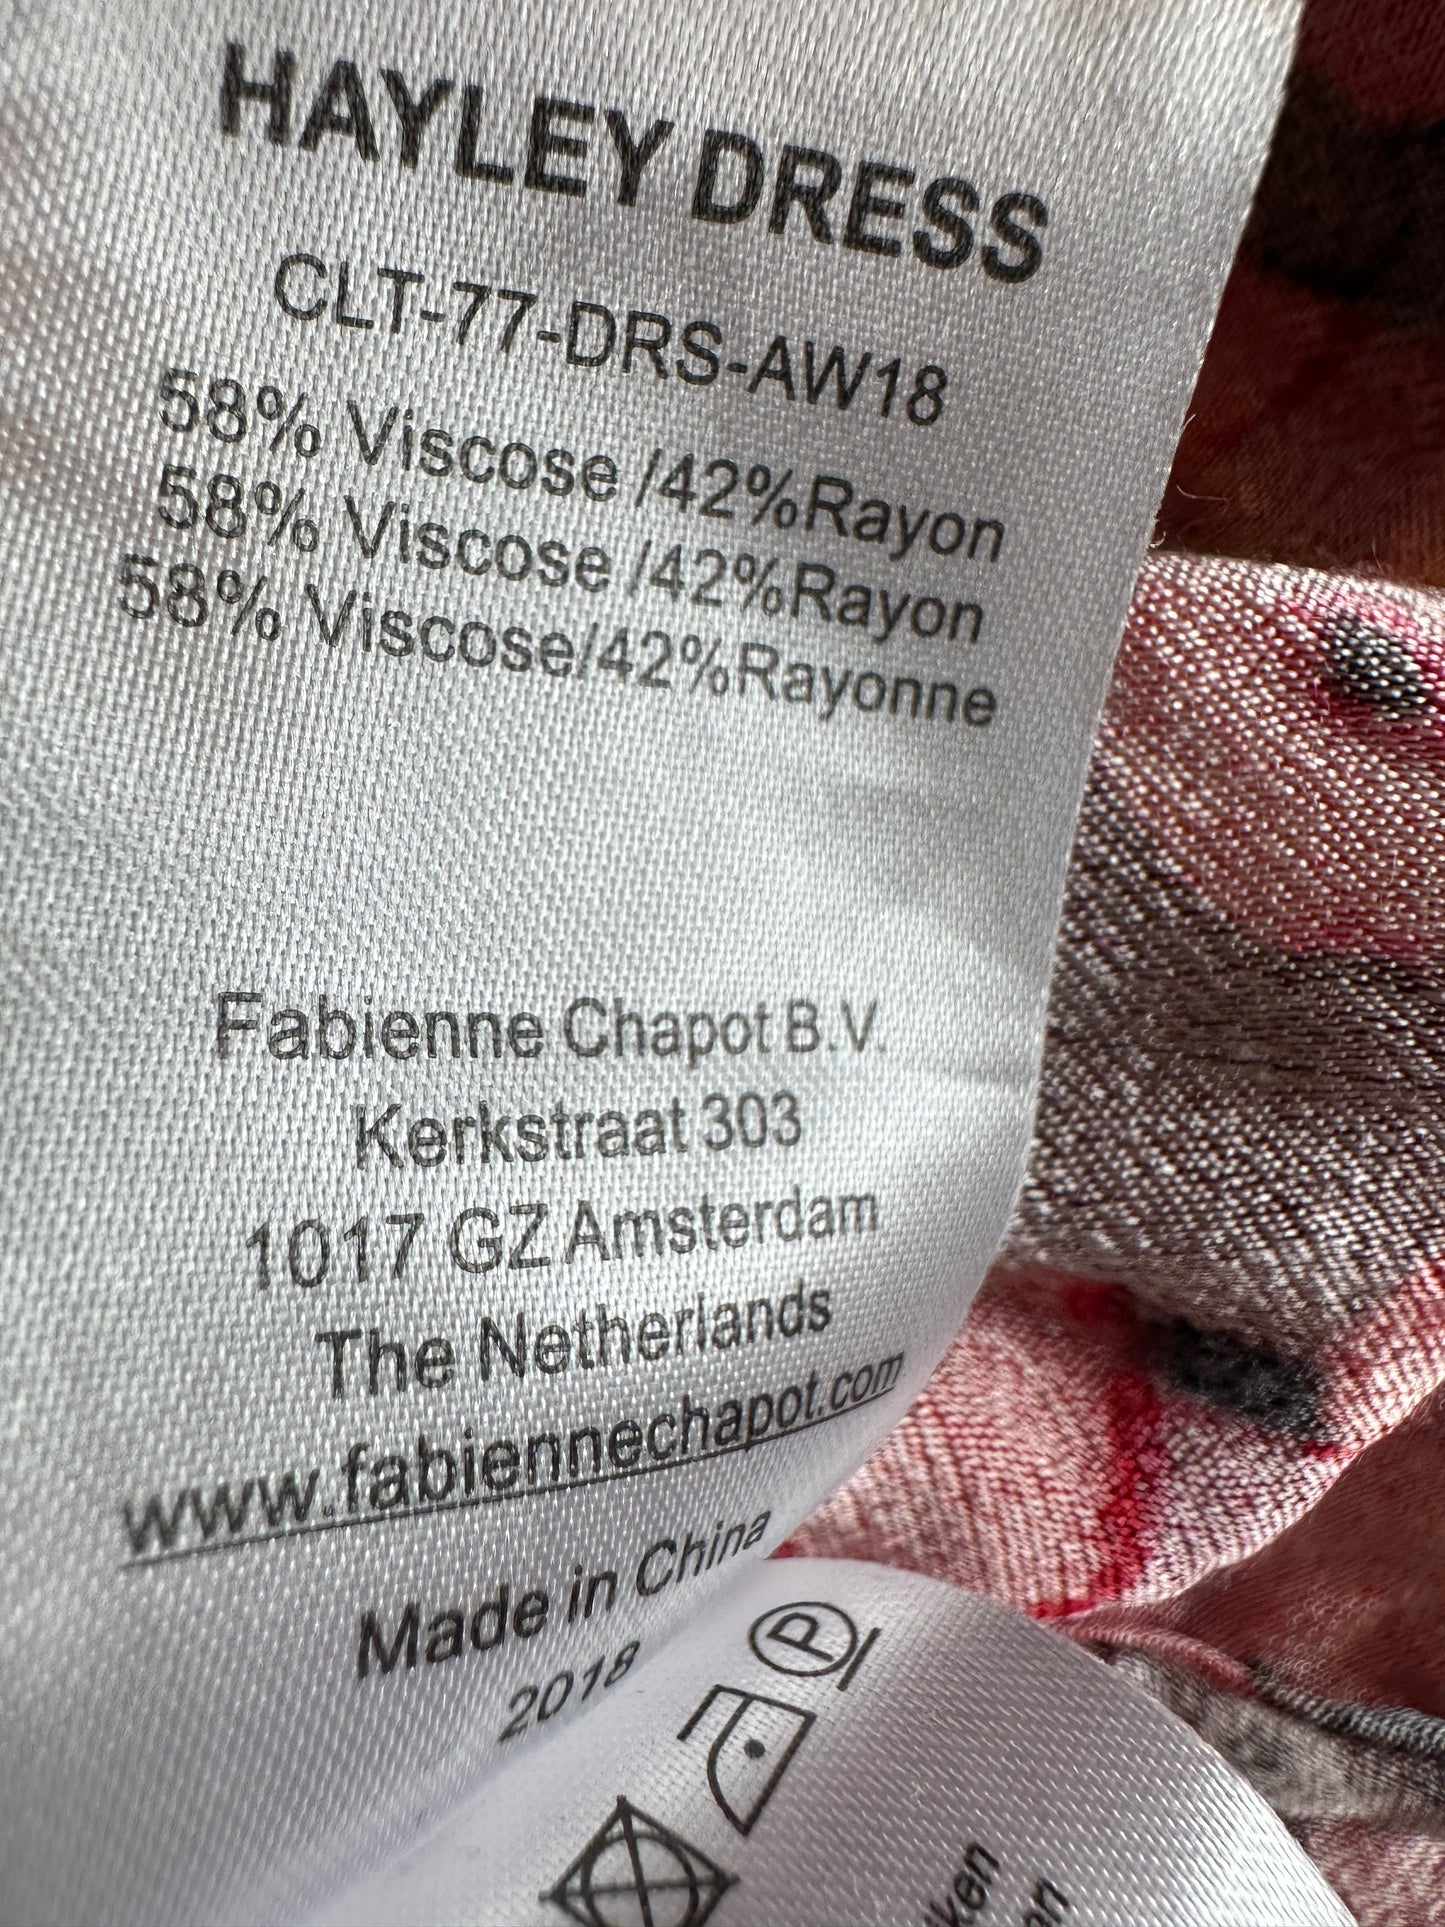 HAYLEY DRESS
CLT-77-DRS-AW18
58% Viscose /42%Rayon
58% Viscose /42%Rayon
58% Viscose/42%Rayonne
Fabienne Chapot B.V.
Kerkstraat 303
1017 GZ Amsterdam
The Netherlands
www.fabiennechapot.com
Made in China
2018
P